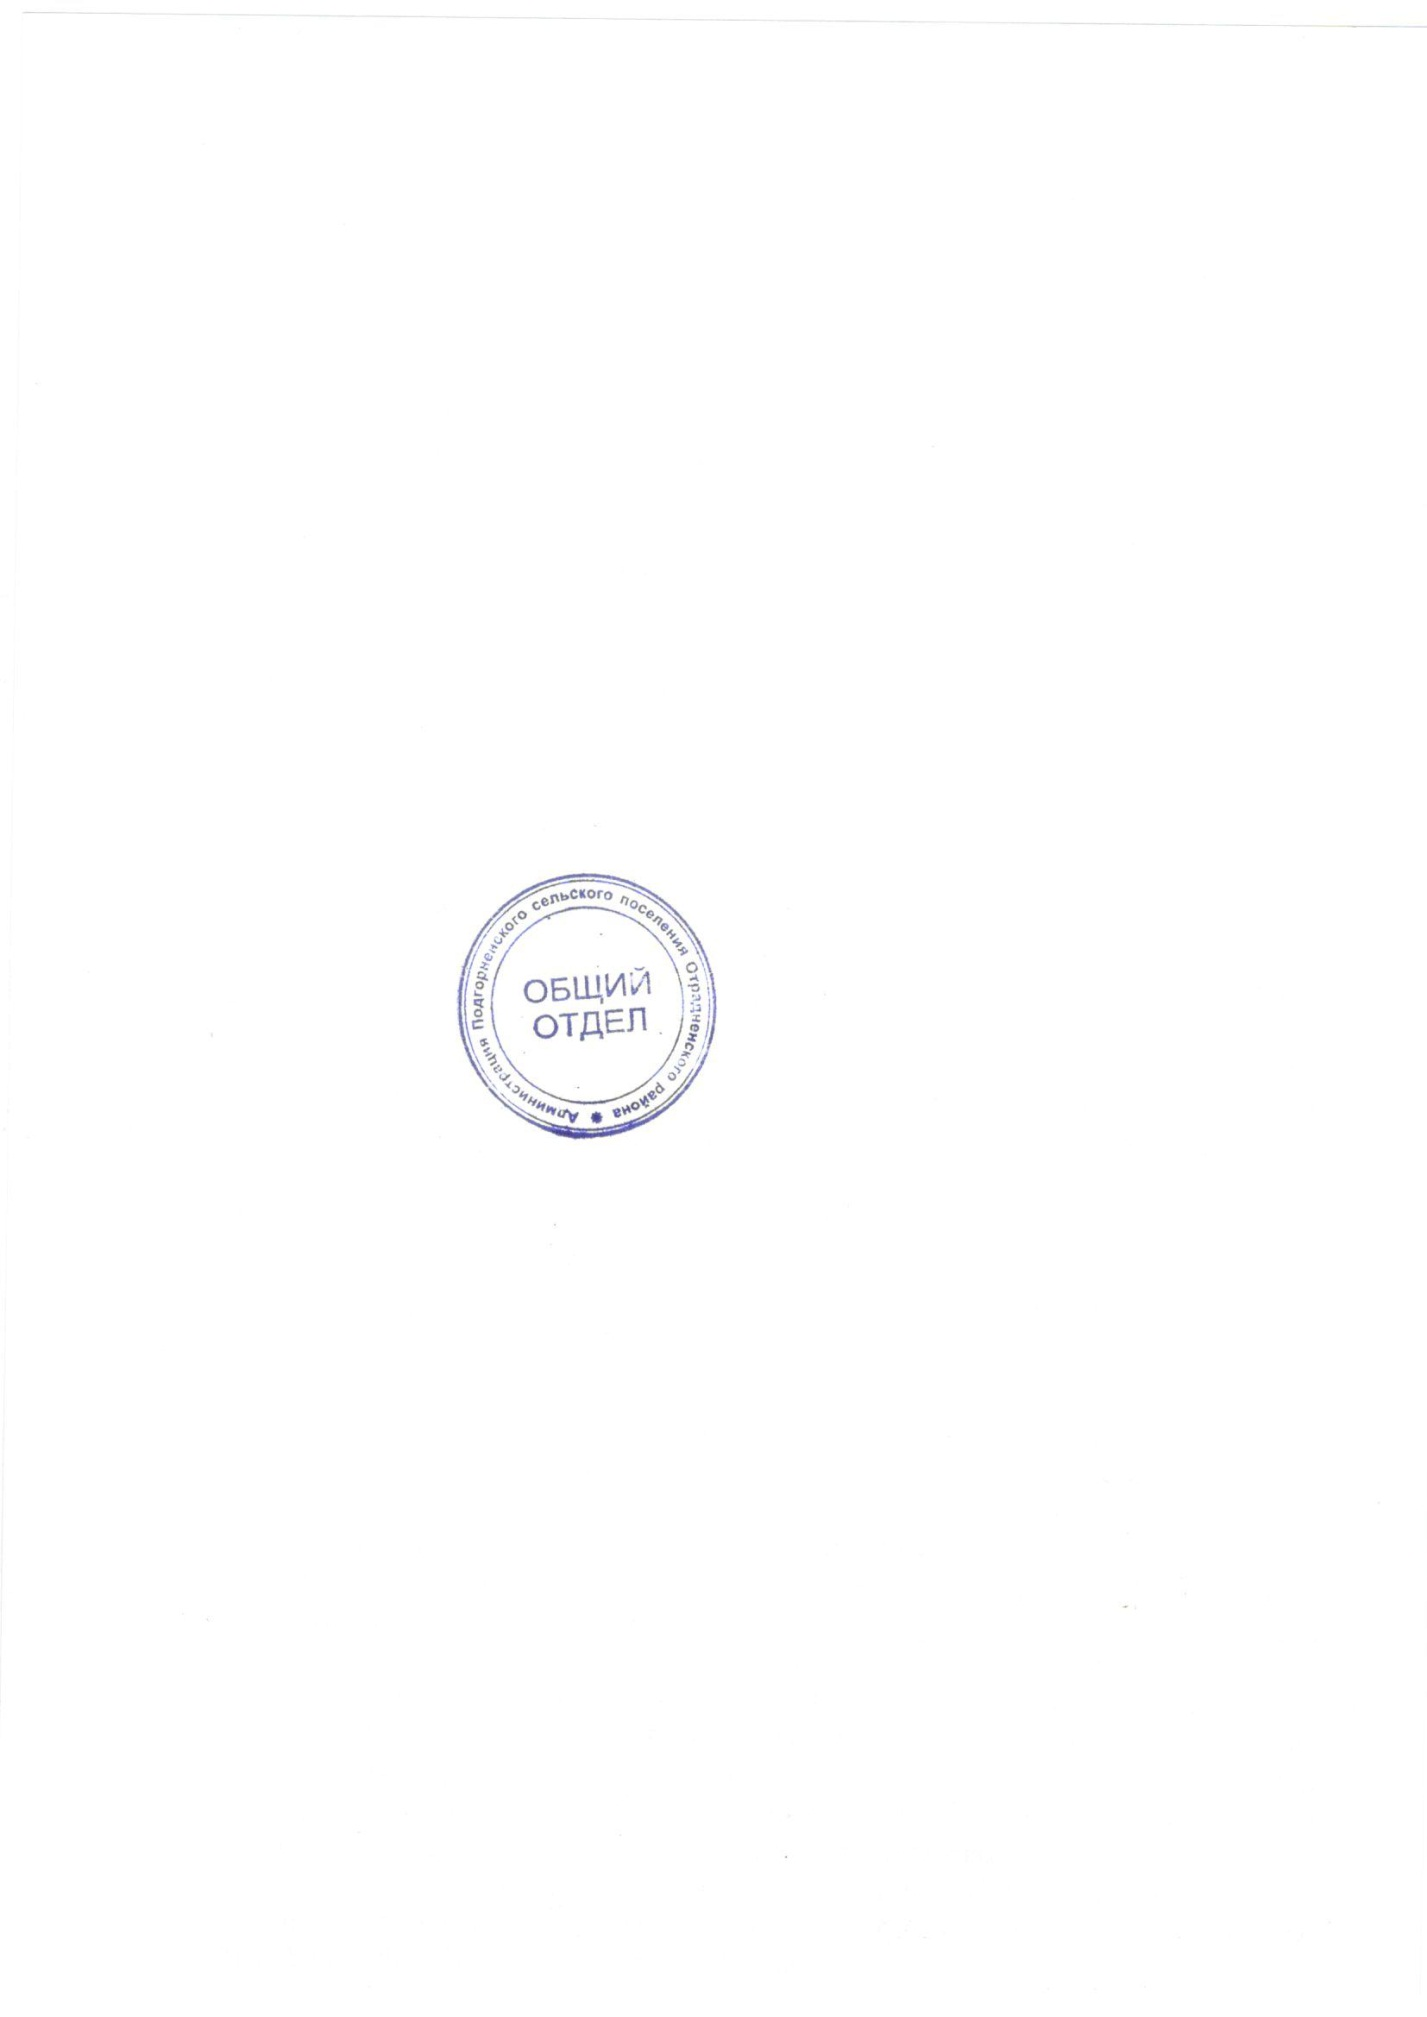 Администрация Подгорненского сельского поселения Отрадненского района
ОБЩИЙ
ОТДЕЛ